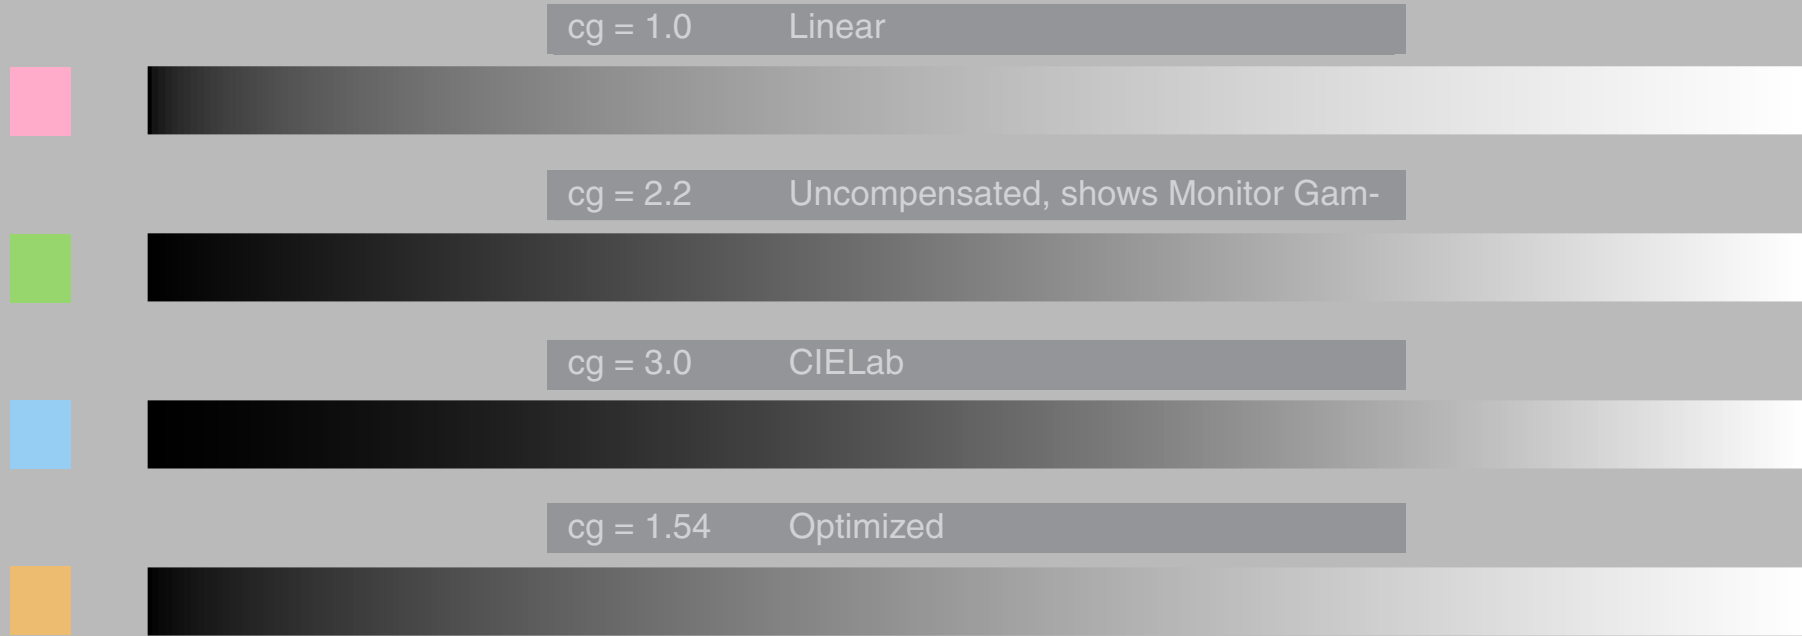 cg = 1.0 Linear
cg = 2.2 Uncompensated, shows Monitor Gam-
cg = 3.0 CIELab
cg = 1.54 Optimized